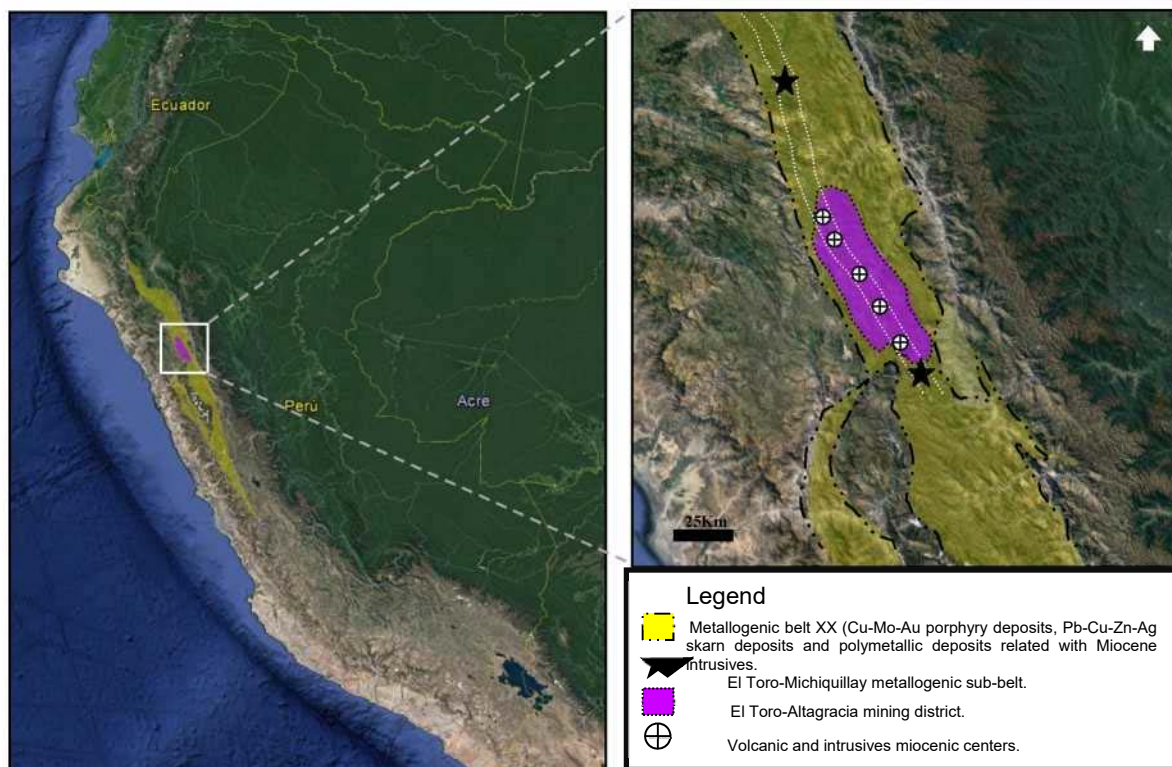 Ecuador
Perú
Acre
25Km
Legend
Metallogenic belt XX (Cu-Mo-Au porphyry deposits, Pb-Cu-Zn-Ag
skarn deposits and polymetallic deposits related with Miocene
intrusives.
El Toro-Michiquillay metallogenic sub-belt.
El Toro-Altagracia mining district.
Volcanic and intrusives miocenic centers.